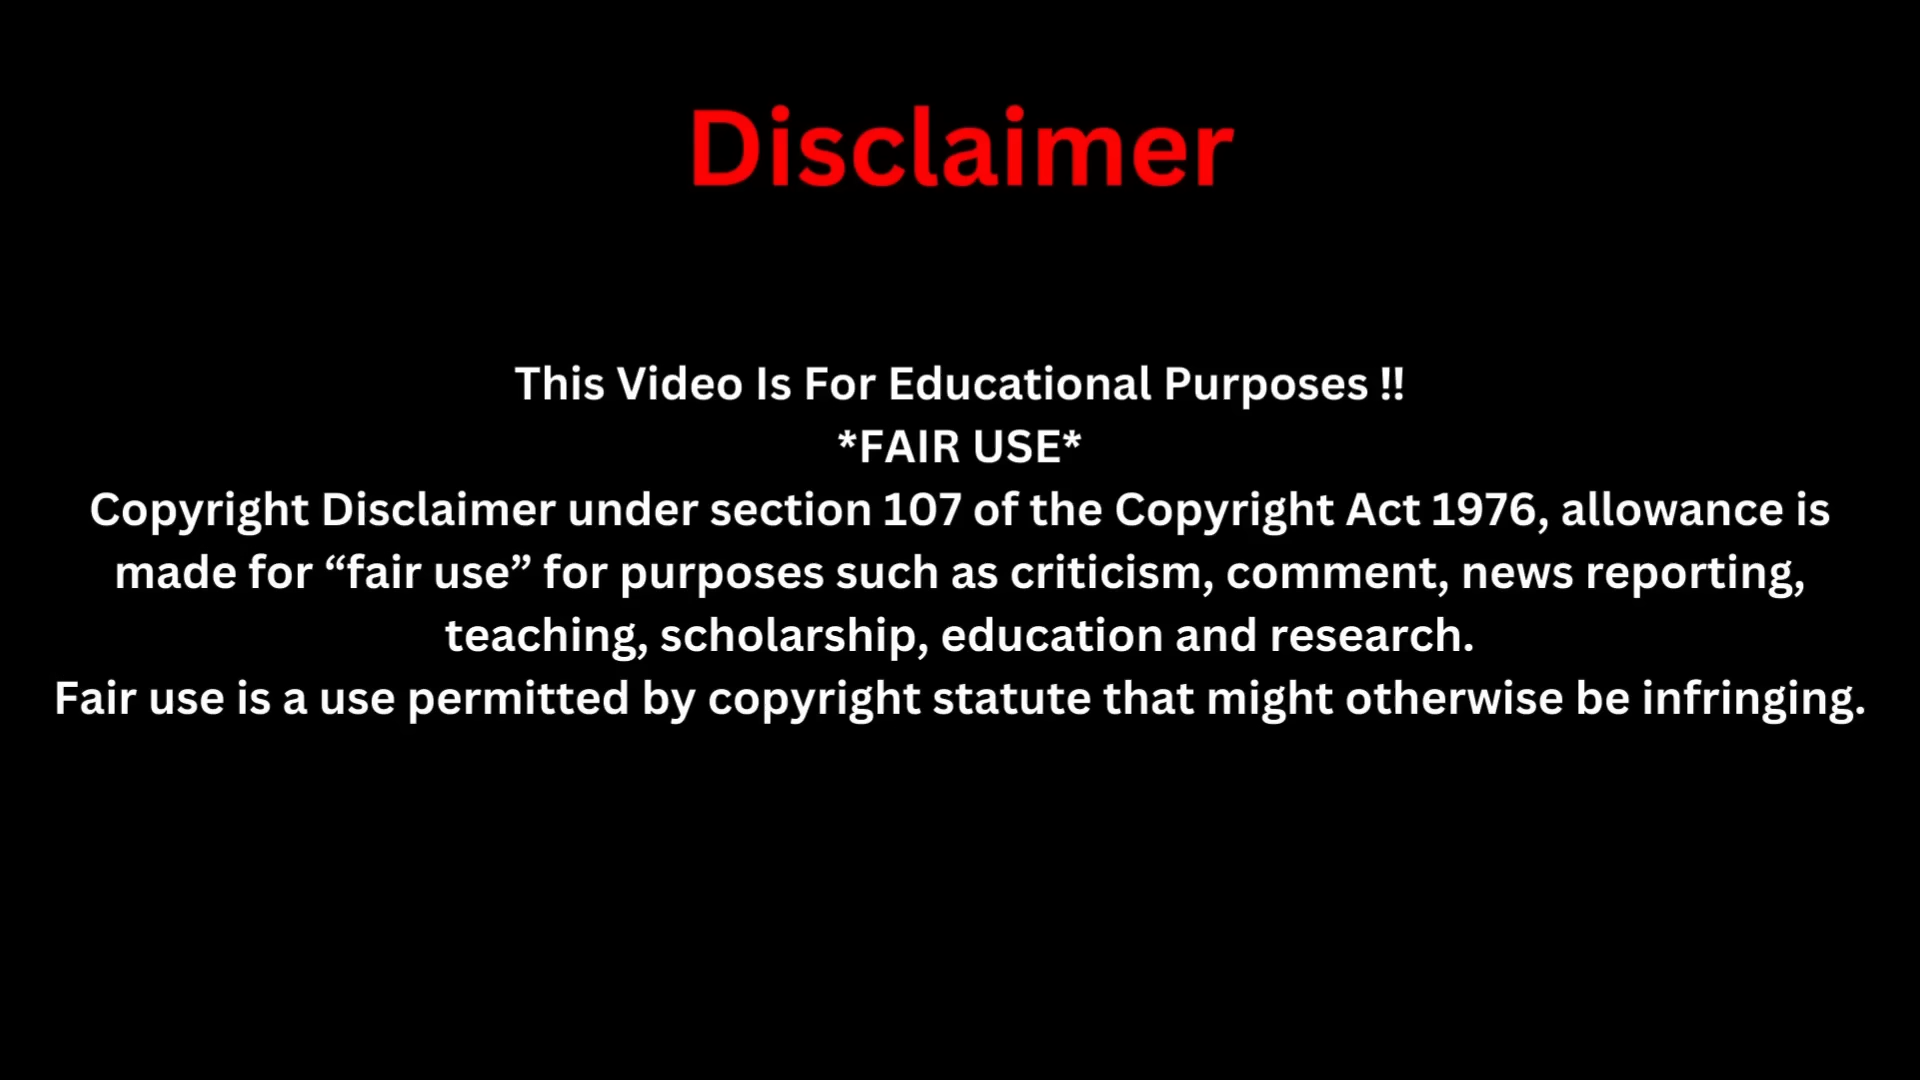 Disclaimer
This Video Is For Educational Purposes !!
*FAIR USE*
Copyright Disclaimer under section 107 of the Copyright Act 1976, allowance is
made for “fair use” for purposes such as criticism, comment, news reporting,
teaching, scholarship, education and research.
Fair use is a use permitted by copyright statute that might otherwise be infringing.